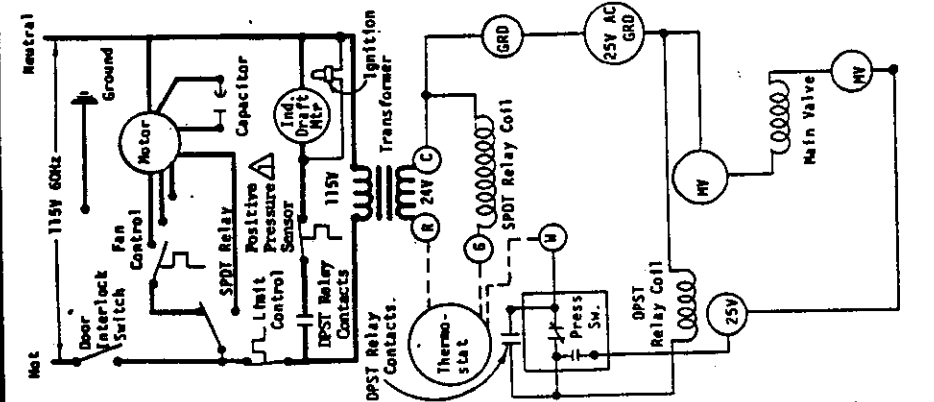 Hot
115V 60Hz
Neutral
Door
Interlock
Switch
Ground
Fan
Control
Motor
Capacitor
SPDT Relay
Limit
Control
Positive
Pressure
Sensor
Ind.
Draft
Mtr
Ignition
DPST Relay
Contacts
115V
Transformer
24V
R
C
DPST Relay
Contacts.
Thermo-
stat
G
SPDT Relay Coil
W
GRD
Press
Sw.
25V AC
GRD
DPST
Relay Coil
25V
MV
Main Valve
MV